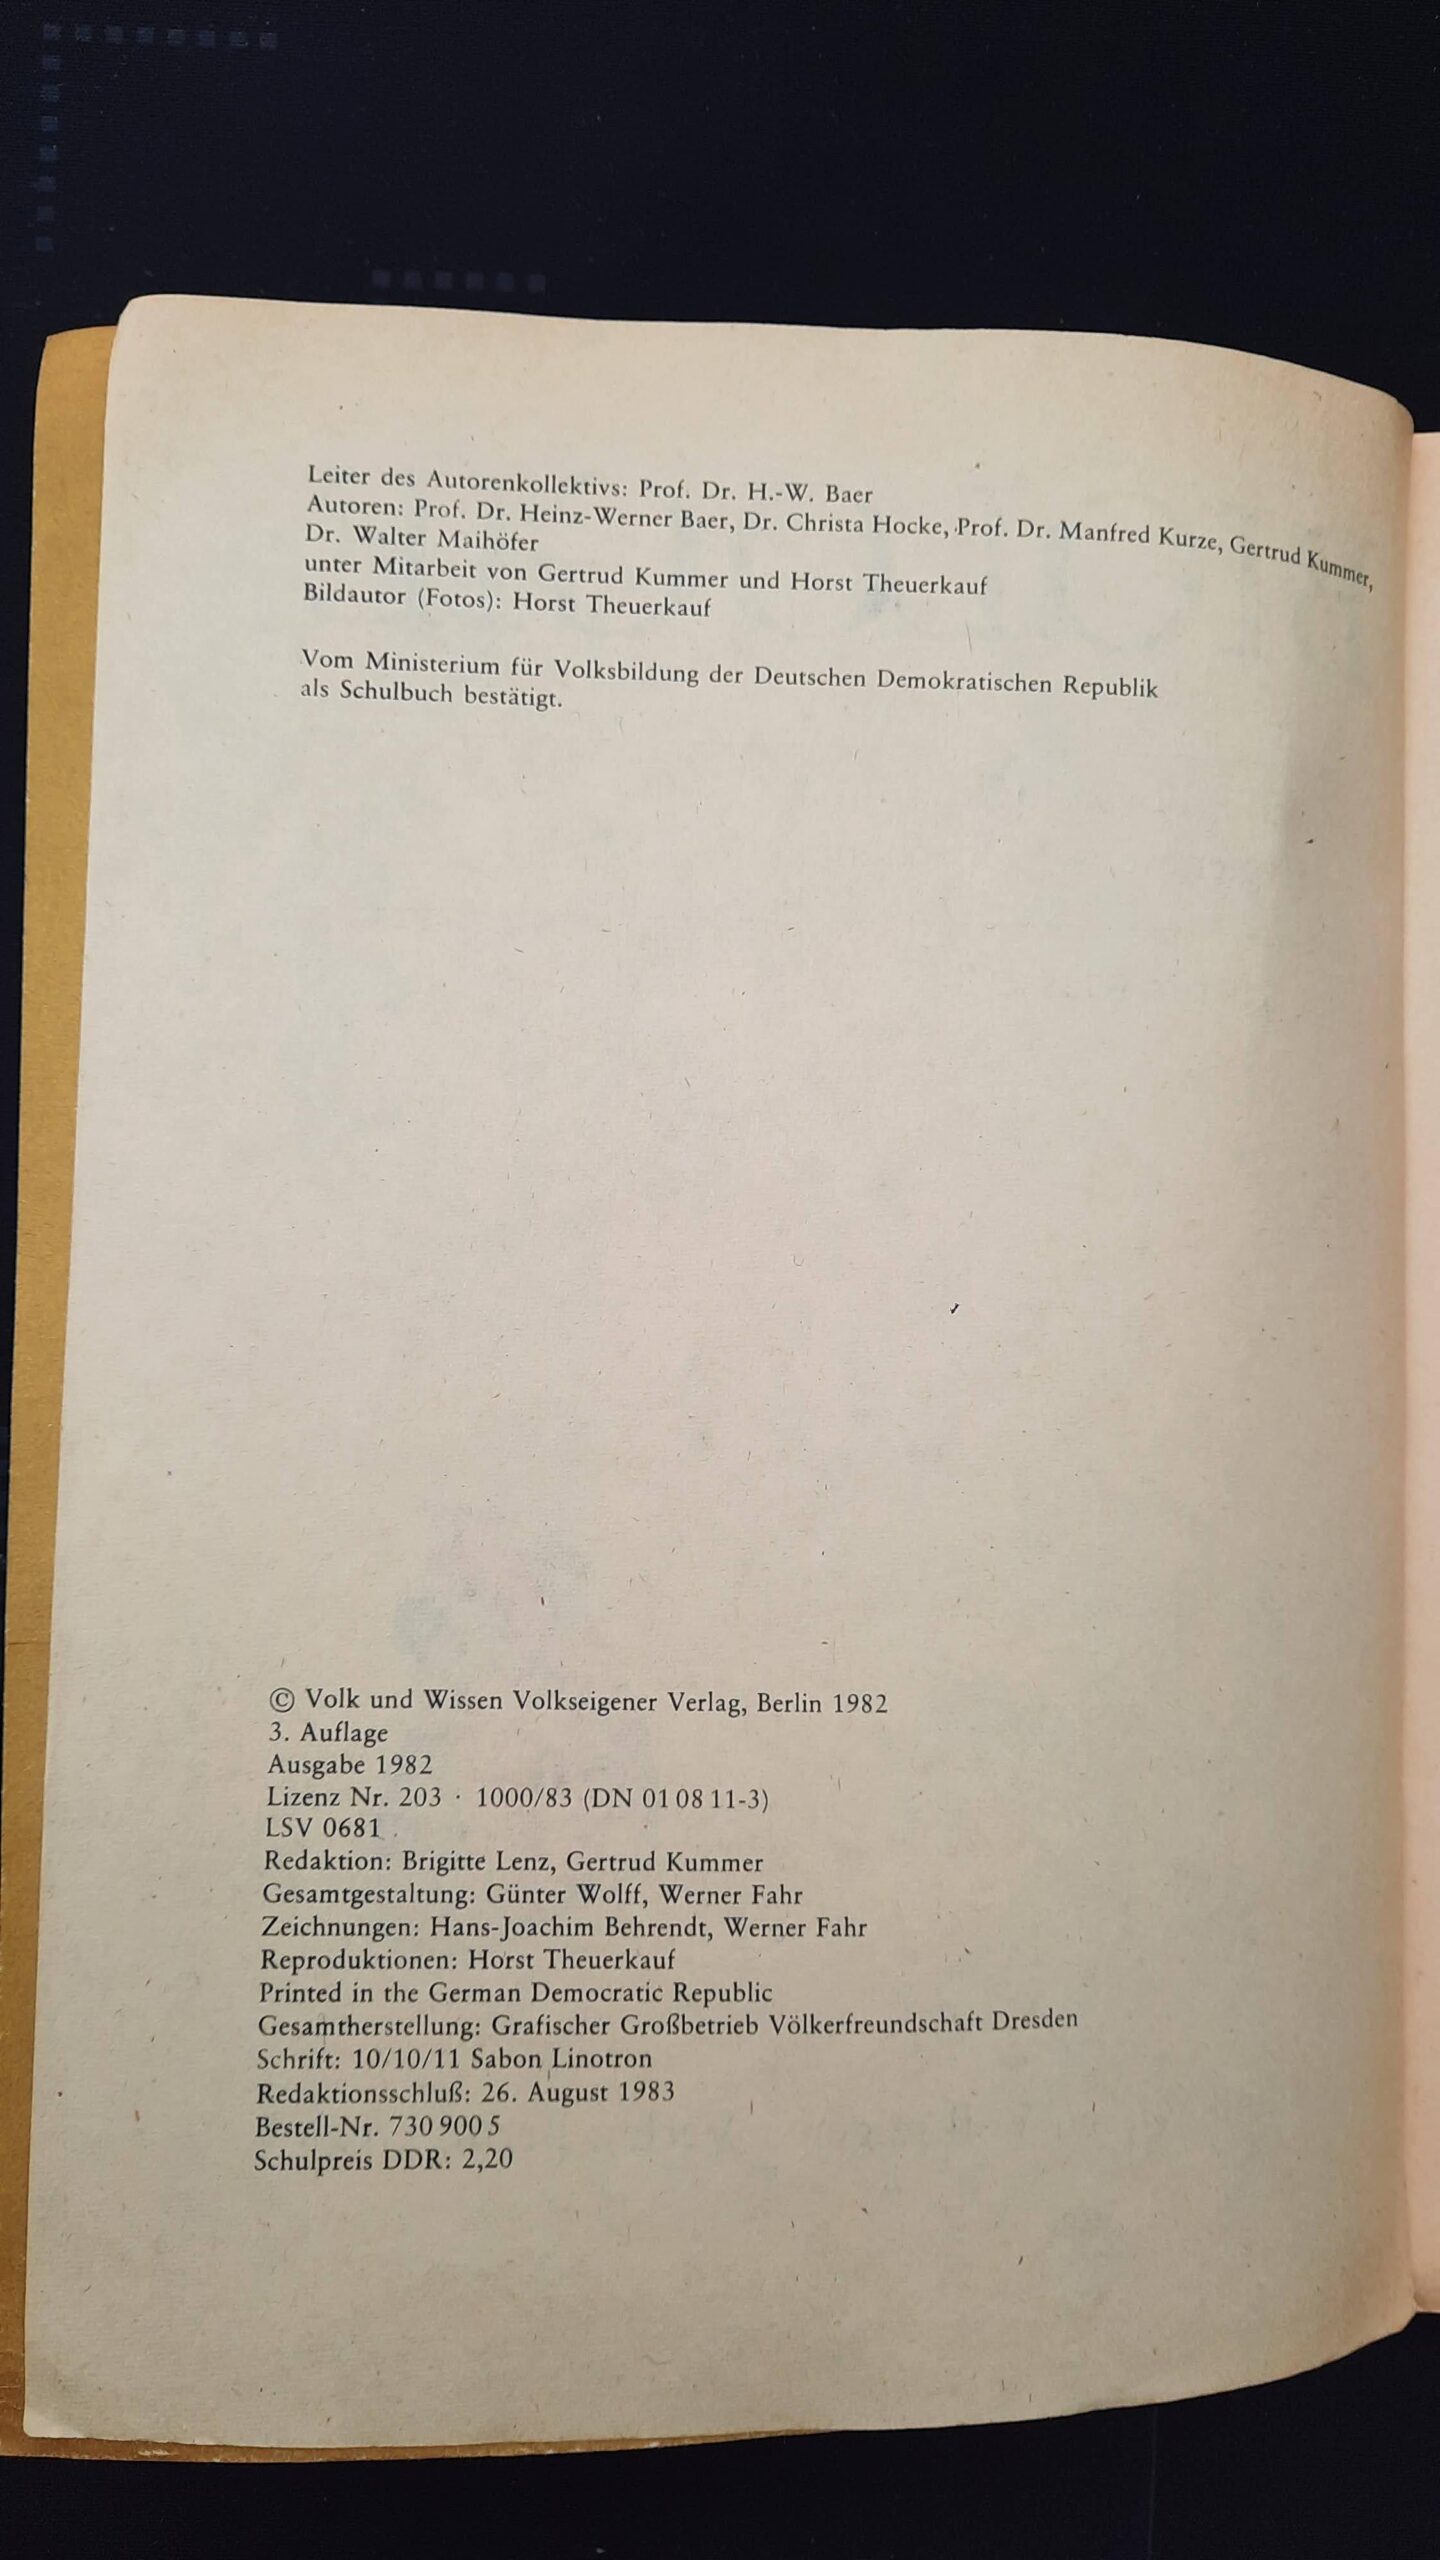 Leiter des Autorenkollektivs: Prof. Dr. H.-W. Baer
Autoren: Prof. Dr. Heinz-Werner Baer, Dr. Christa Hocke, Prof. Dr. Manfred Kurze, Gertrud Kummer,
Dr. Walter Maihöfer
unter Mitarbeit von Gertrud Kummer und Horst Theuerkauf
Bildautor (Fotos): Horst Theuerkauf
Vom Ministerium für Volksbildung der Deutschen Demokratischen Republik
als Schulbuch bestätigt.
© Volk und Wissen Volkseigener Verlag, Berlin 1982
3. Auflage
Ausgabe 1982
Lizenz Nr. 203 · 1000/83 (DN 01 08 11-3)
LSV 0681
Redaktion: Brigitte Lenz, Gertrud Kummer
Gesamtgestaltung: Günter Wolff, Werner Fahr
Zeichnungen: Hans-Joachim Behrendt, Werner Fahr
Reproduktionen: Horst Theuerkauf
Printed in the German Democratic Republic
Gesamtherstellung: Grafischer Großbetrieb Völkerfreundschaft Dresden
Schrift: 10/10/11 Sabon Linotron
Redaktionsschluß: 26. August 1983
Bestell-Nr. 730 900 5
Schulpreis DDR: 2,20